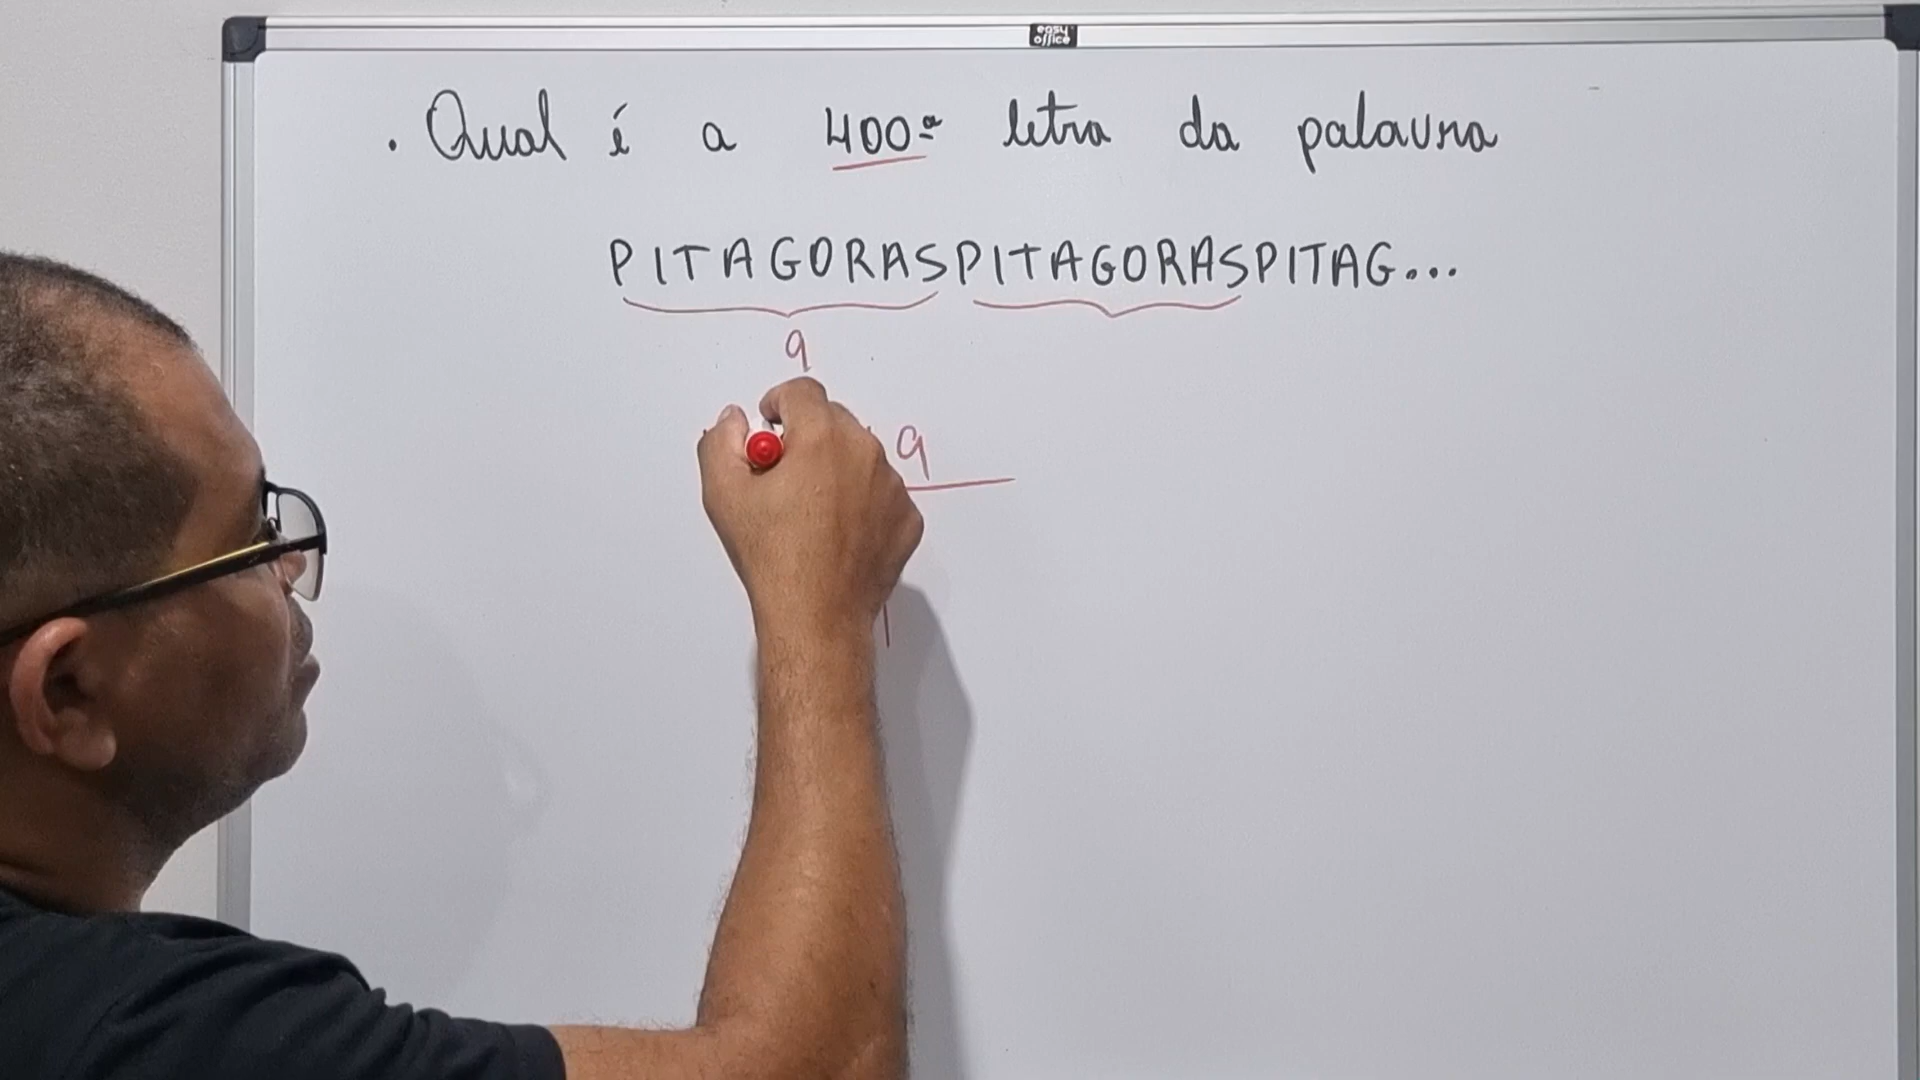 easy office
. Qual é a 400ª letra da palavra
PITAGORASPITAGORASPITAG...
9
9